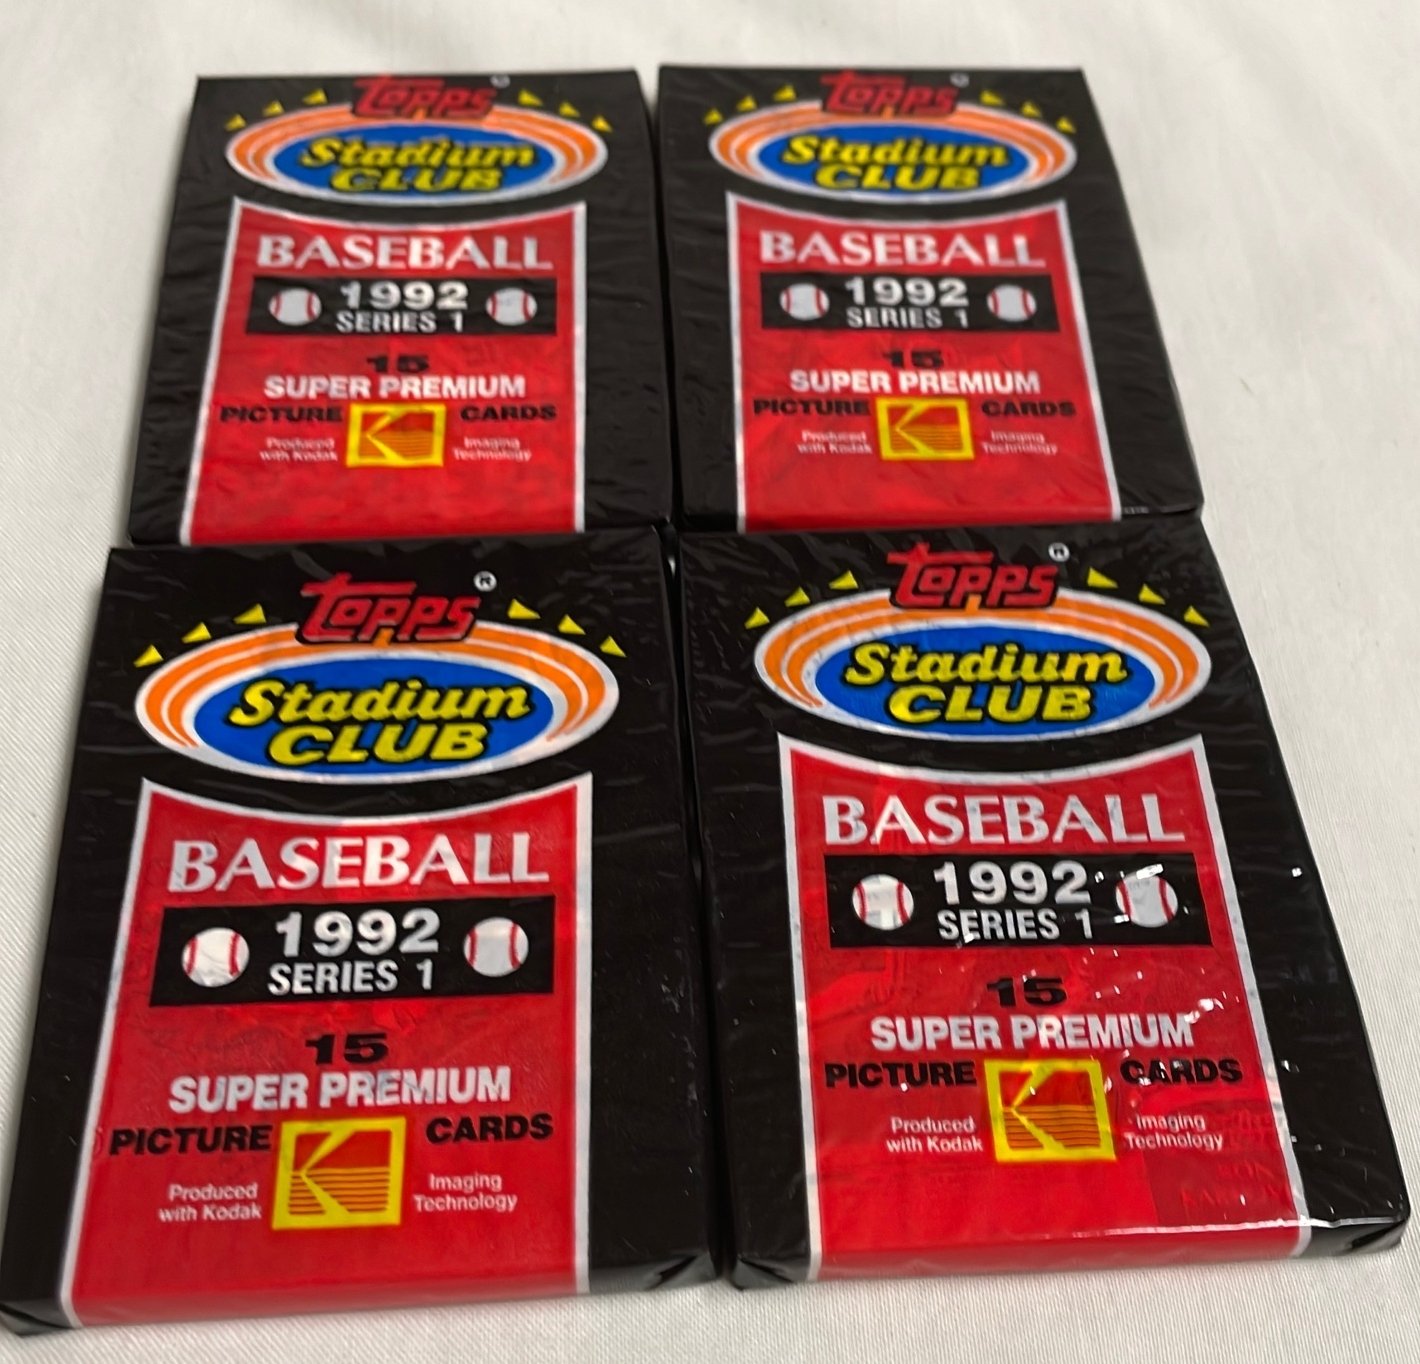 Topps
Stadium
CLUB
BASEBALL
1992
SERIES 1
15
SUPER PREMIUM
PICTURE CARDS
Produced
with Kodak
Imaging
Technology
Topps
Stadium
CLUB
BASEBALL
1992
SERIES 1
15
SUPER PREMIUM
PICTURE CARDS
Produced
with Kodak
Imaging
Technology
Topps ®
Stadium
CLUB
BASEBALL
1992
SERIES 1
15
SUPER PREMIUM
PICTURE CARDS
Produced
with Kodak
Imaging
Technology
Topps ®
Stadium
CLUB
BASEBALL
1992
SERIES 1
15
SUPER PREMIUM
PICTURE CARDS
Produced
with Kodak
Imaging
Technology